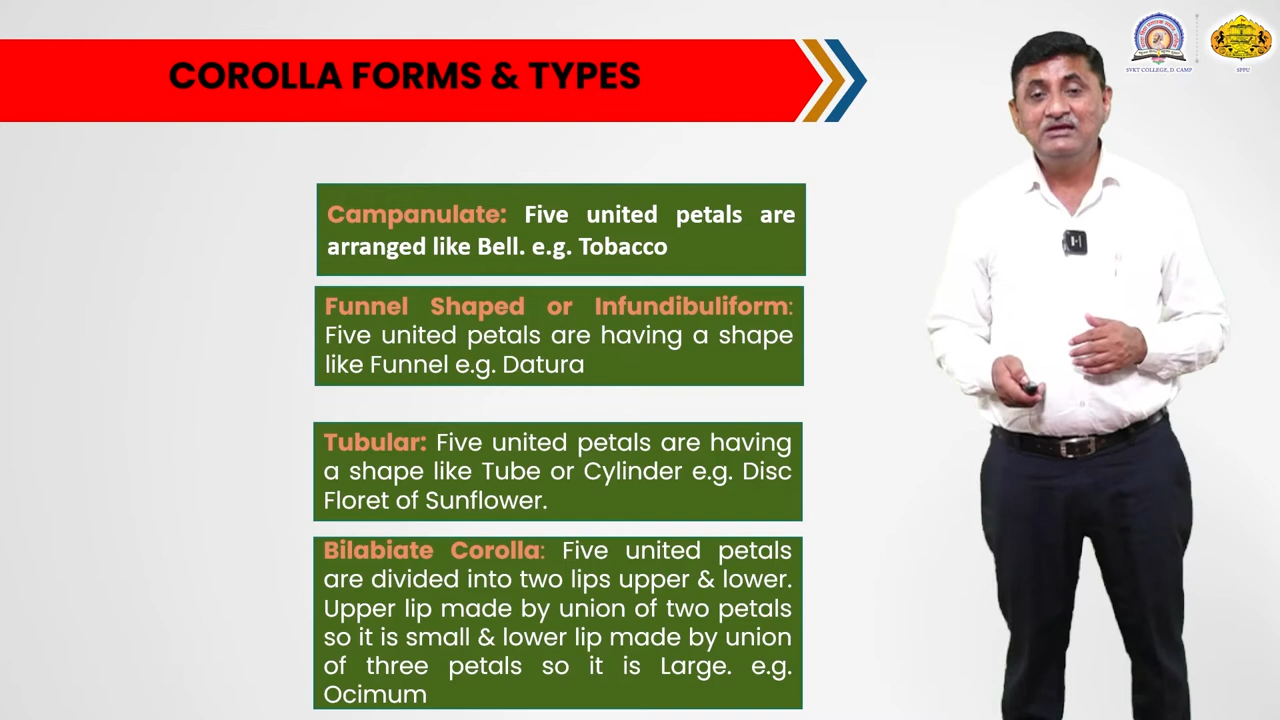 COROLLA FORMS & TYPES
SVKT COLLEGE, D. CAMP
SPPU
Campanulate: Five united petals are
arranged like Bell. e.g. Tobacco
Funnel Shaped or Infundibuliform:
Five united petals are having a shape
like Funnel e.g. Datura
Tubular: Five united petals are having
a shape like Tube or Cylinder e.g. Disc
Floret of Sunflower.
Bilabiate Corolla: Five united petals
are divided into two lips upper & lower.
Upper lip made by union of two petals
so it is small & lower lip made by union
of three petals so it is Large. e.g.
Ocimum